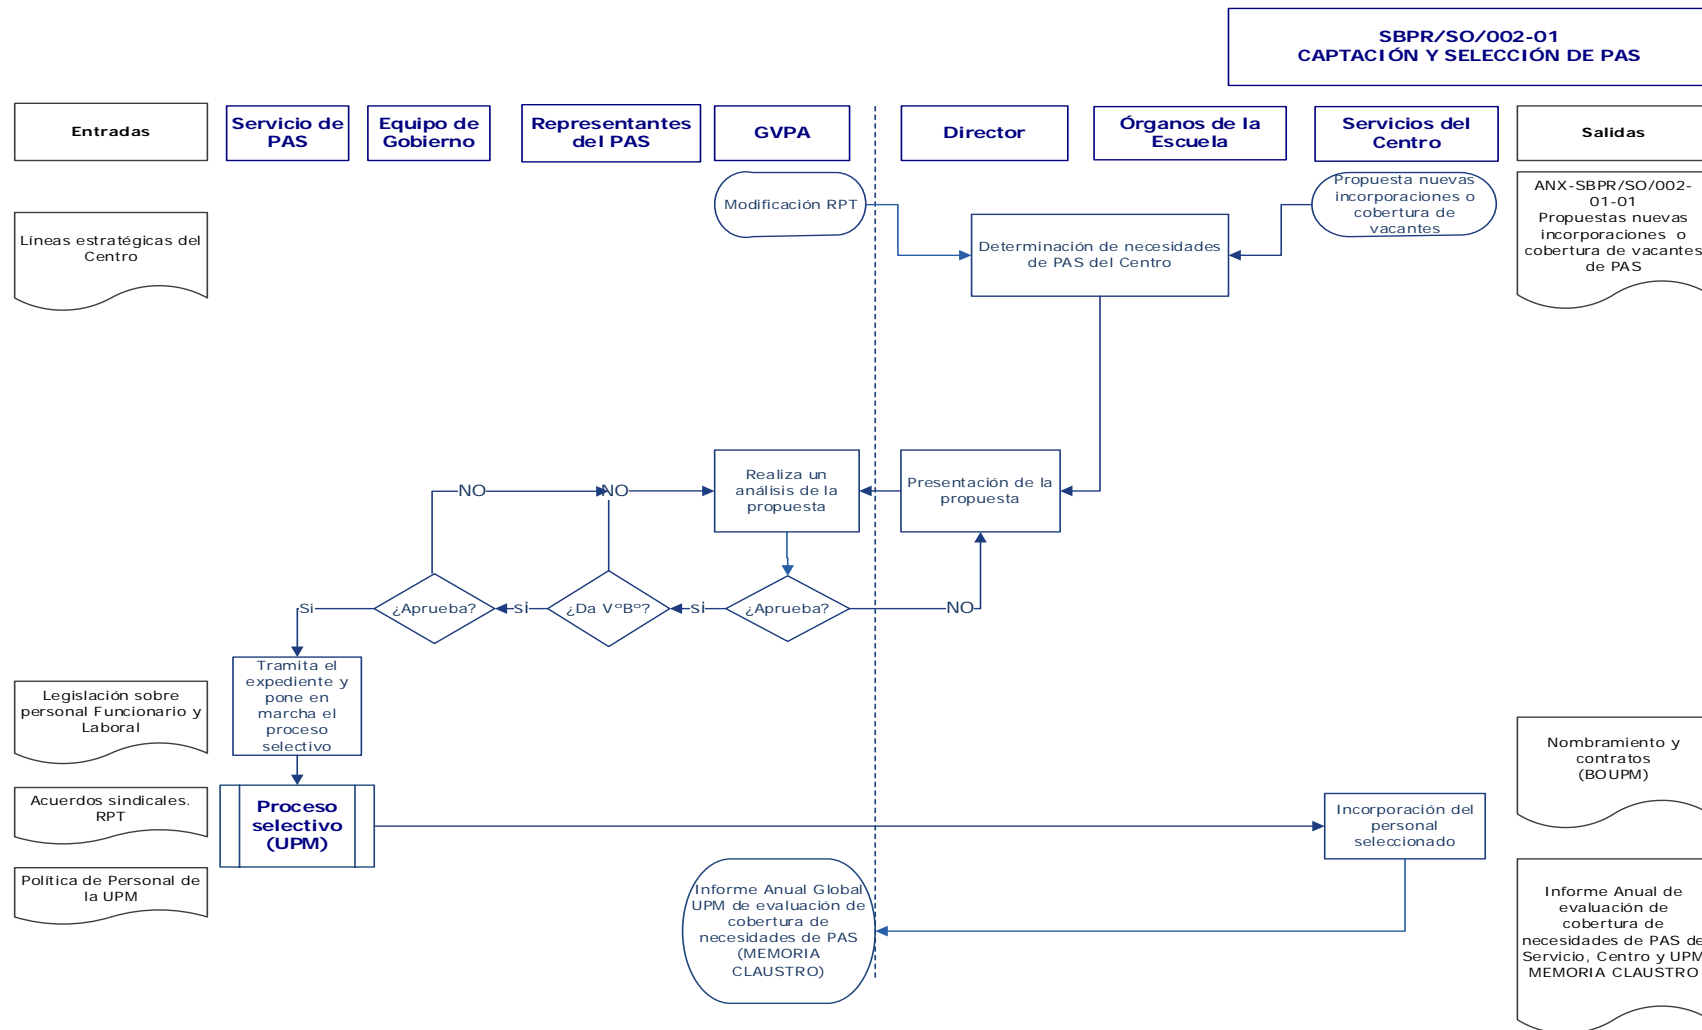 SBPR/SO/002-01
CAPTACIÓN Y SELECCIÓN DE PAS
Entradas
Servicio de
PAS
Equipo de
Gobierno
Representantes
del PAS
GVPA
Director
Órganos de la
Escuela
Servicios del
Centro
Salidas
Líneas estratégicas del
Centro
Modificación RPT
Determinación de necesidades
de PAS del Centro
Propuesta nuevas
incorporaciones o
cobertura de
vacantes
ANX-SBPR/SO/002-
01-01
Propuestas nuevas
incorporaciones o
cobertura de vacantes
de PAS
NO
NO
Realiza un
análisis de la
propuesta
Presentación de la
propuesta
Si
¿Aprueba?
si
¿Da VºBº?
si
¿Aprueba?
NO
Tramita el
expediente y
pone en
marcha el
proceso
selectivo
Legislación sobre
personal Funcionario y
Laboral
Acuerdos sindicales.
RPT
Política de Personal de
la UPM
Proceso
selectivo
(UPM)
Incorporación del
personal
seleccionado
Nombramiento y
contratos
(BOUPM)
Informe Anual Global
UPM de evaluación de
cobertura de
necesidades de PAS
(MEMORIA
CLAUSTRO)
Informe Anual de
evaluación de
cobertura de
necesidades de PAS de
Servicio, Centro y UPM
MEMORIA CLAUSTRO